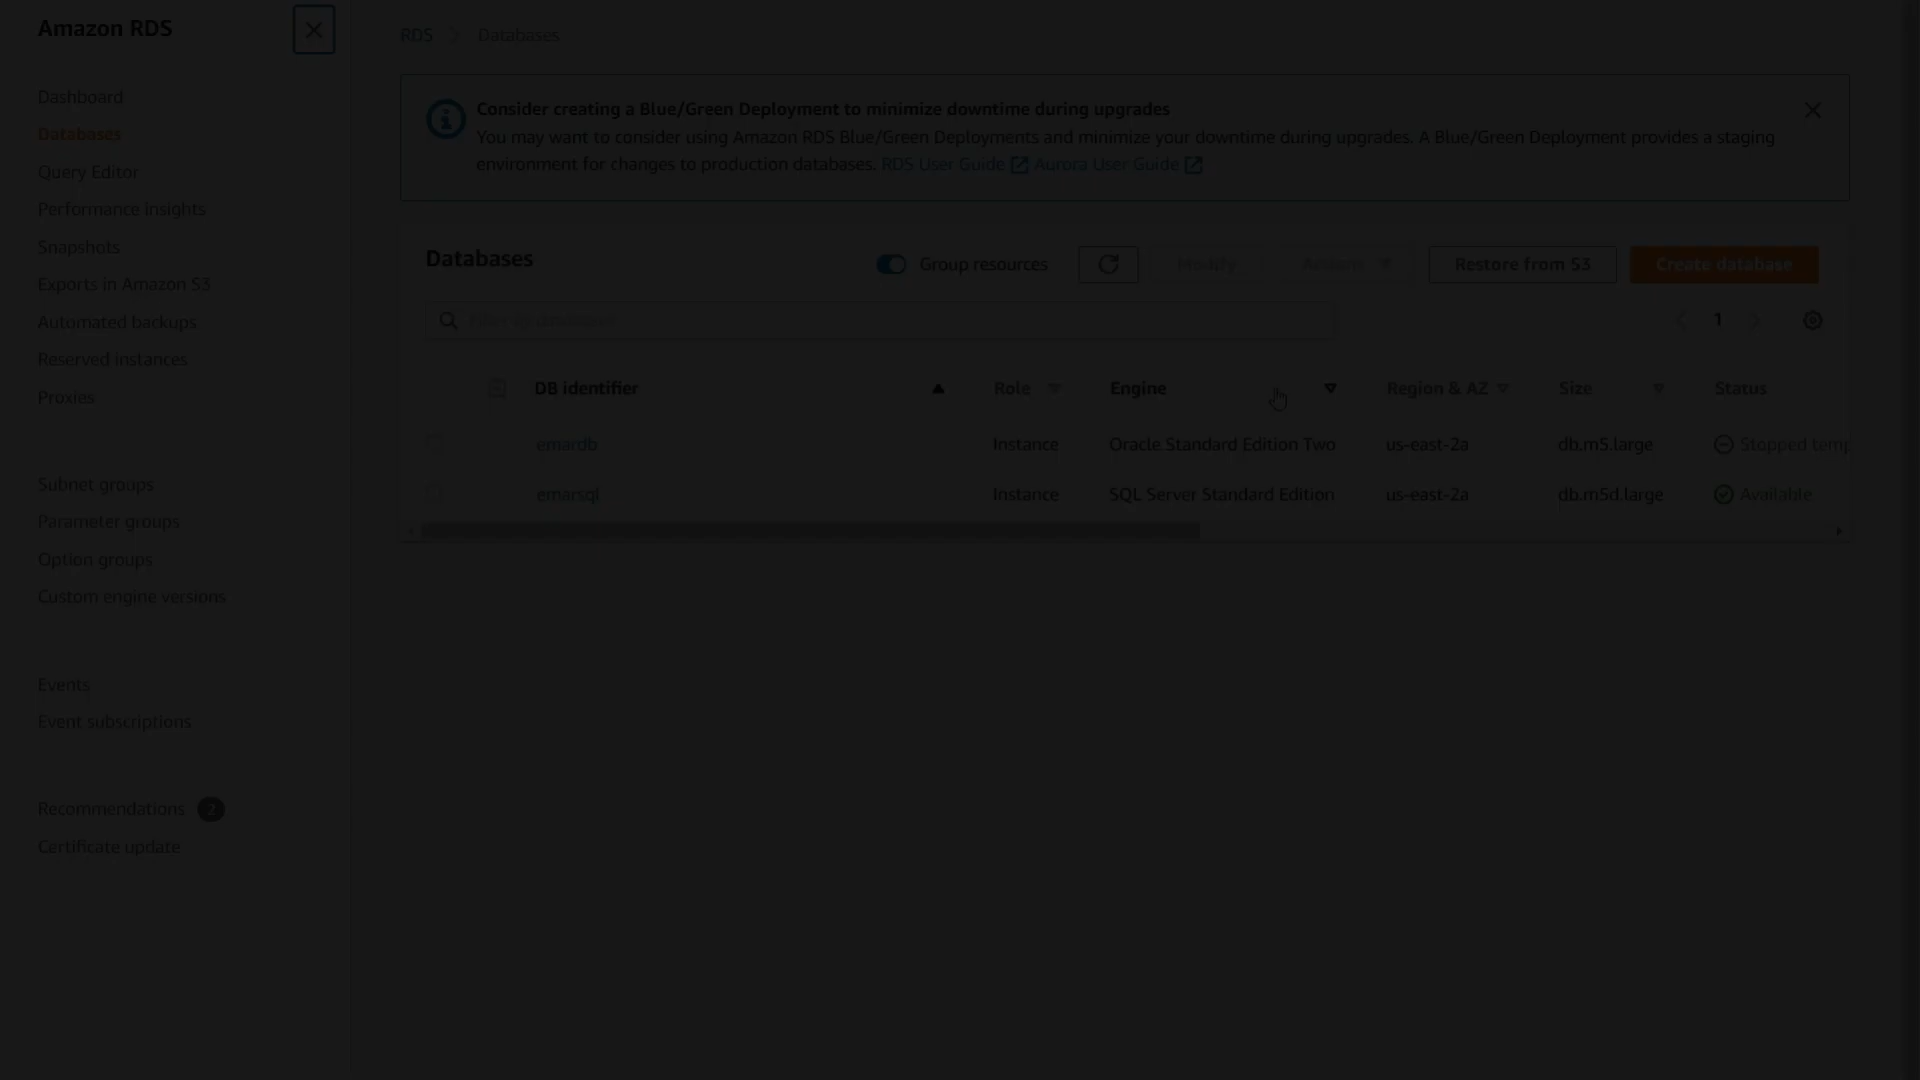 Amazon RDS
Dashboard
Databases
Query Editor
Performance insights
Snapshots
Exports in Amazon S3
Automated backups
Reserved instances
Proxies
Subnet groups
Parameter groups
Option groups
Custom engine versions
Events
Event subscriptions
Recommendations 2
Certificate update
RDS > Databases
Consider creating a Blue/Green Deployment to minimize downtime during upgrades
You may want to consider using Amazon RDS Blue/Green Deployments and minimize your downtime during upgrades. A Blue/Green Deployment provides a staging
environment for changes to production databases. RDS User Guide Aurora User Guide
Databases
Group resources
Modify
Actions
Restore from S3
Create database
Filter by databases
1
DB identifier Role Engine Region & AZ Size Status
emardb Instance Oracle Standard Edition Two us-east-2a db.m5.large Stopped temp
emarsql Instance SQL Server Standard Edition us-east-2a db.m5d.large Available